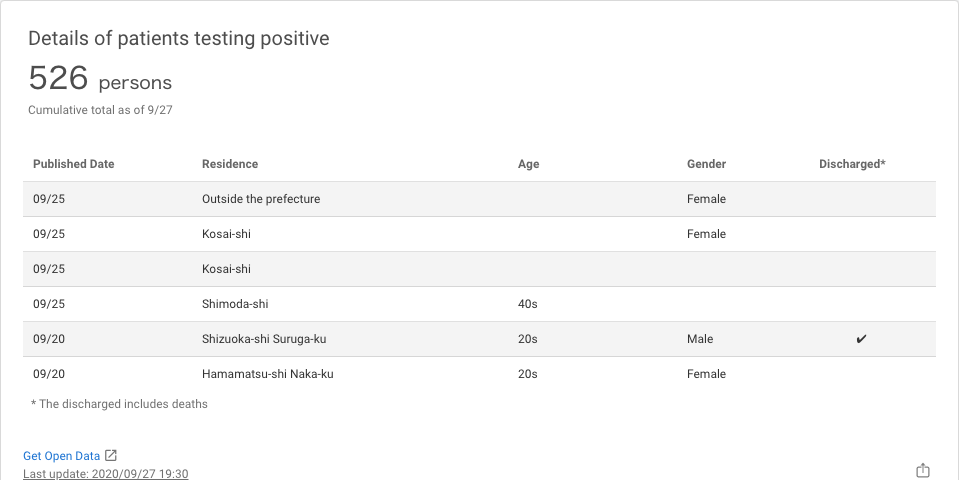 Details of patients testing positive
526 persons
Cumulative total as of 9/27
Published Date Residence Age Gender Discharged*
09/25 Outside the prefecture Female
09/25 Kosai-shi Female
09/25 Kosai-shi
09/25 Shimoda-shi 40s
09/20 Shizuoka-shi Suruga-ku 20s Male ✔
09/20 Hamamatsu-shi Naka-ku 20s Female
* The discharged includes deaths
Get Open Data
Last update: 2020/09/27 19:30